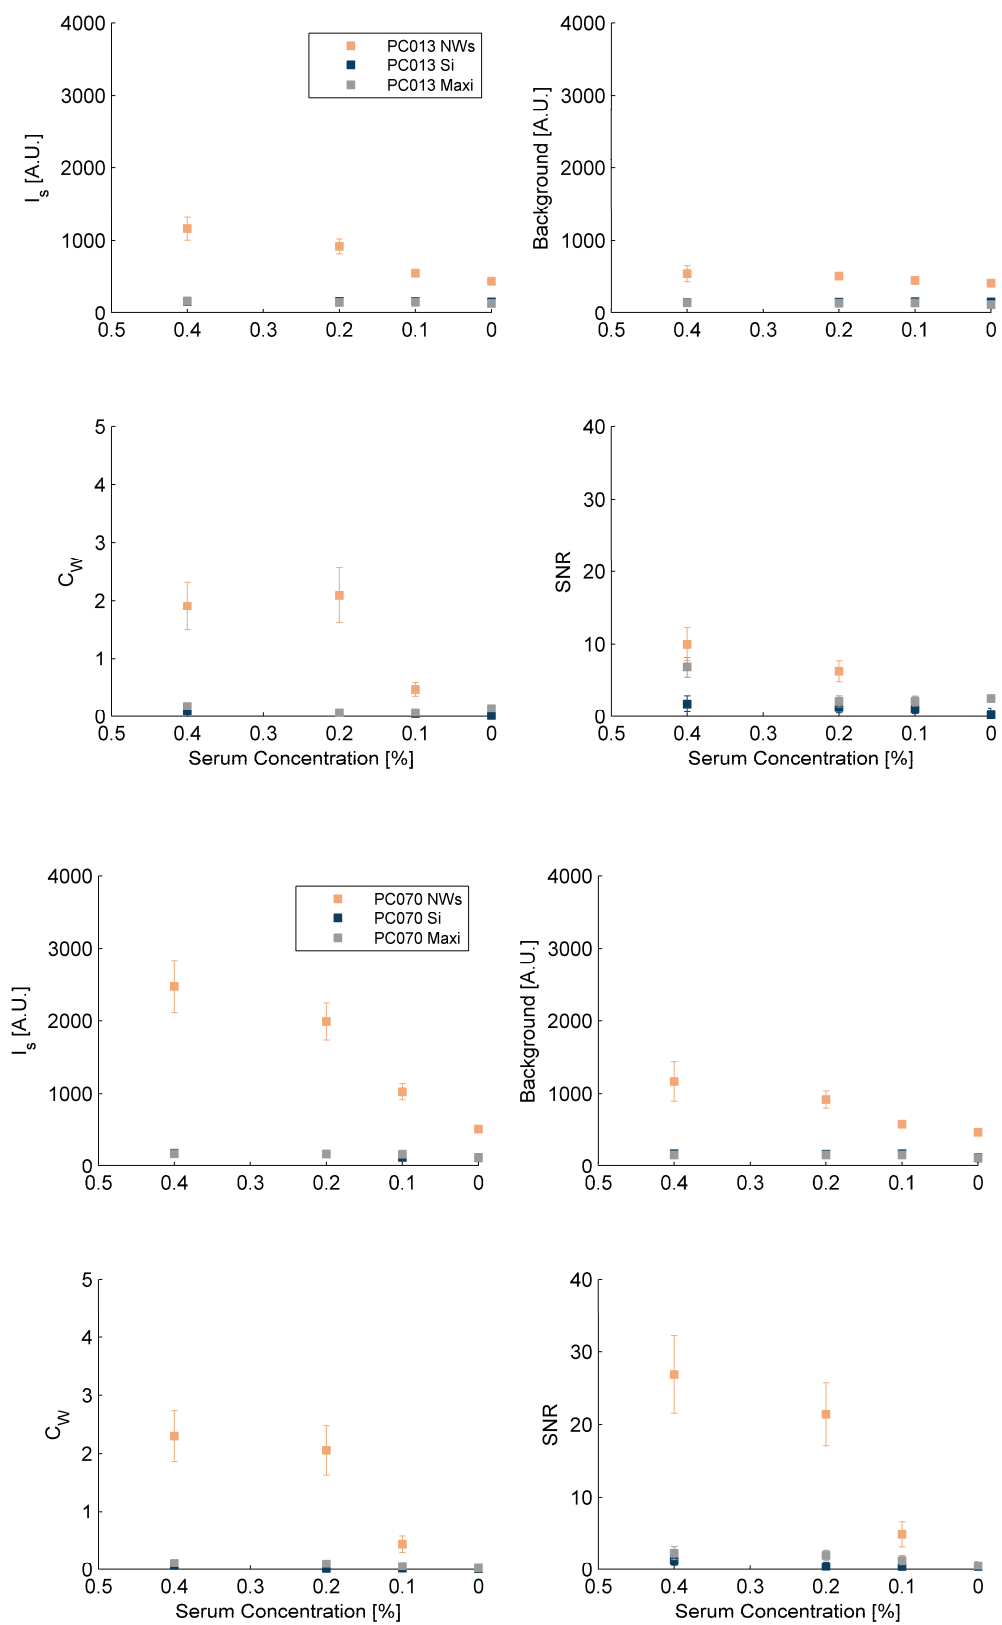 4000
3000
2000
1000
0
I s [A.U.]
PC013 NWs
PC013 Si
PC013 Maxi
0.5 0.4 0.3 0.2 0.1 0
4000
3000
2000
1000
0
Background [A.U.]
0.5 0.4 0.3 0.2 0.1 0
5
4
3
2
1
0
C W
0.5 0.4 0.3 0.2 0.1 0
Serum Concentration [%]
40
30
20
10
0
SNR
0.5 0.4 0.3 0.2 0.1 0
Serum Concentration [%]
4000
3000
2000
1000
0
I s [A.U.]
PC070 NWs
PC070 Si
PC070 Maxi
0.5 0.4 0.3 0.2 0.1 0
4000
3000
2000
1000
0
Background [A.U.]
0.5 0.4 0.3 0.2 0.1 0
5
4
3
2
1
0
C W
0.5 0.4 0.3 0.2 0.1 0
Serum Concentration [%]
40
30
20
10
0
SNR
0.5 0.4 0.3 0.2 0.1 0
Serum Concentration [%]